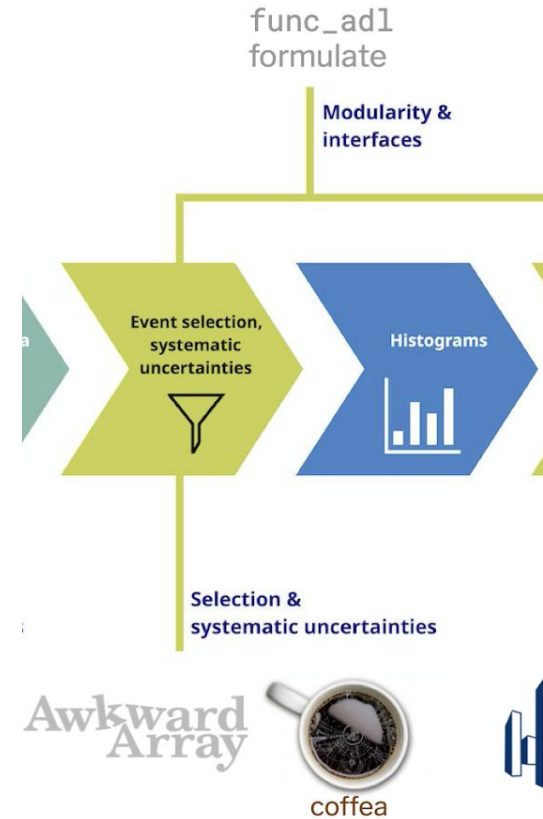 func_adl
formulate
Modularity &
interfaces
a
Event selection,
systematic
uncertainties
Histograms
Selection &
systematic uncertainties
s
Awkward
Array
coffea